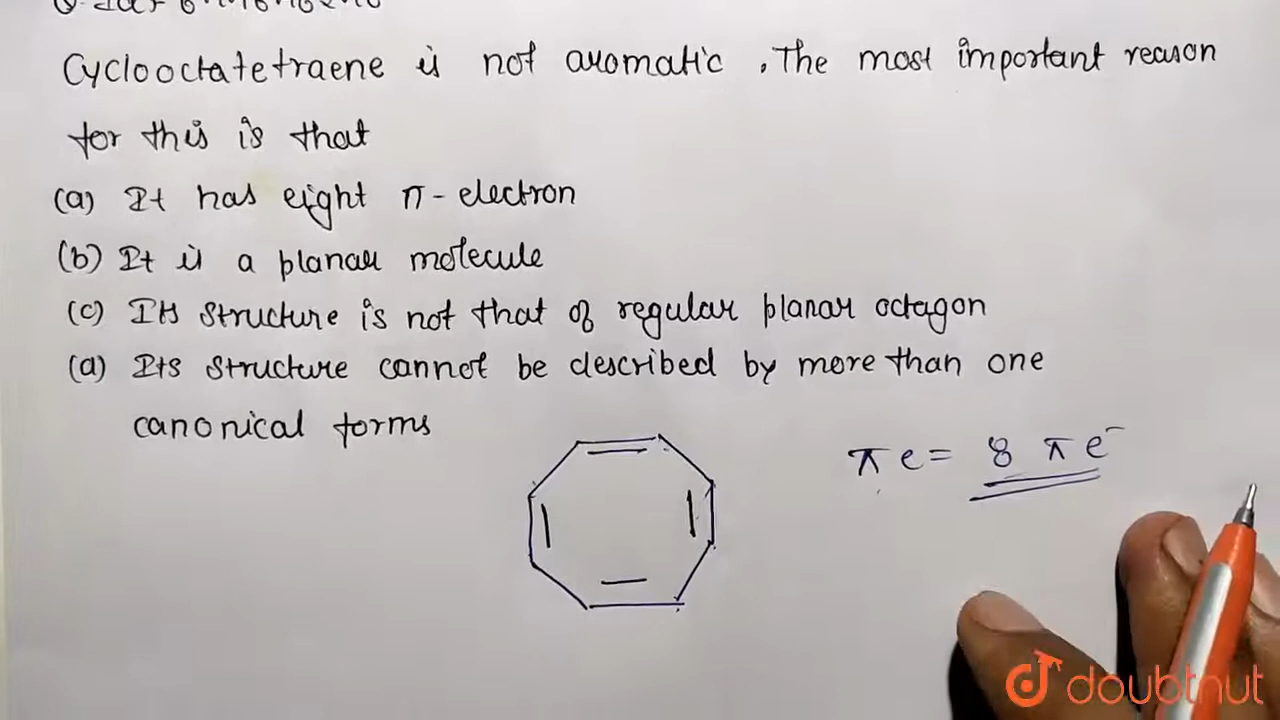 Cyclooctatetraene is not aromatic . The most important reason
for this is that
(a) It has eight π - electron
(b) It is a planar molecule
(c) Its structure is not that of regular planar octagon
(d) Its structure cannot be described by more than one
canonical forms
π e = 8 π e⁻
doubtnut